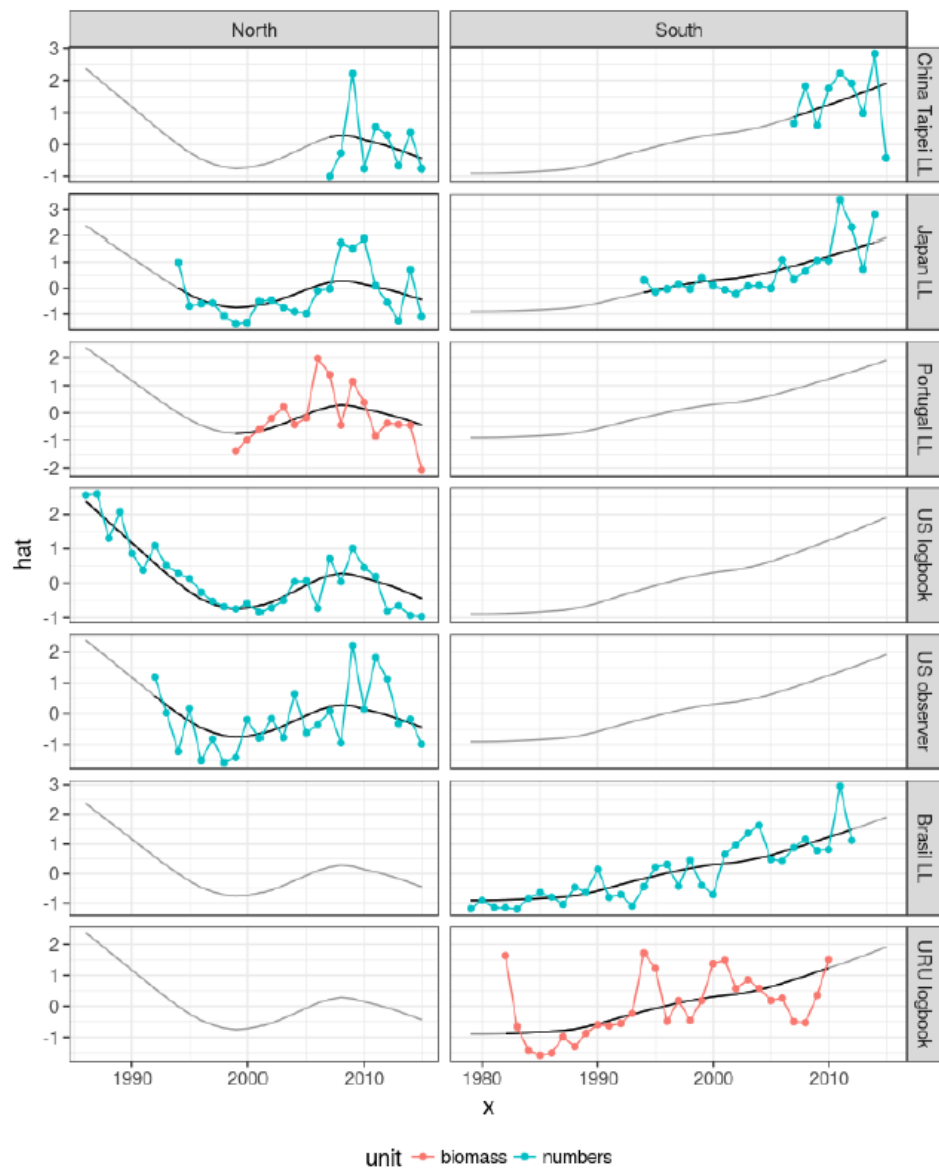 North South
3
2
1
0
-1
China Taipei LL
3
2
1
0
-1
Japan LL
2
1
0
-1
-2
Portugal LL
2
1
0
-1
US logbook
hat
2
1
0
-1
US observer
3
2
1
0
-1
Brasil LL
2
1
0
-1
URU logbook
1990 2000 2010 1980 1990 2000 2010
x
unit biomass numbers